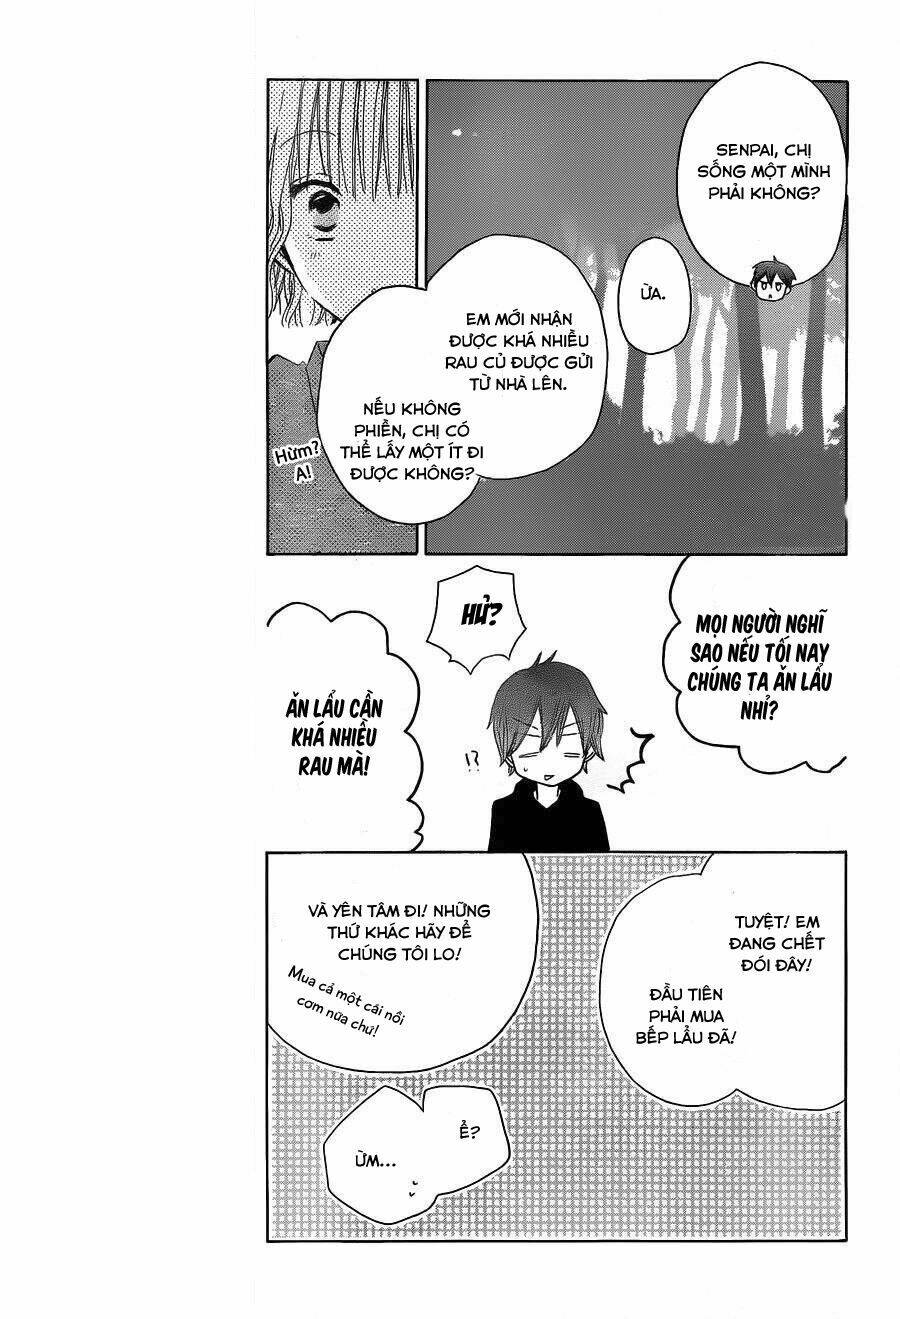 SENPAI, CHỊ
SỐNG MỘT MÌNH
PHẢI KHÔNG?
ỪA.
EM MỚI NHẬN
ĐƯỢC KHÁ NHIỀU
RAU CỦ ĐƯỢC GỬI
TỪ NHÀ LÊN.
NẾU KHÔNG
PHIỀN, CHỊ CÓ
THỂ LẤY MỘT ÍT ĐI
ĐƯỢC KHÔNG?
Hừm?
A!
MỌI NGƯỜI NGHĨ
SAO NẾU TỐI NAY
CHÚNG TA ĂN LẨU
NHỈ?
HỬ?
!?
ĂN LẨU CẦN
KHÁ NHIỀU
RAU MÀ!
TUYỆT! EM
ĐANG CHẾT
ĐÓI ĐÂY!
ĐẦU TIÊN
PHẢI MUA
BẾP LẨU ĐÃ!
VÀ YÊN TÂM ĐI! NHỮNG
THỨ KHÁC HÃY ĐỂ
CHÚNG TÔI LO!
Mua cả một cái nồi
cơm nữa chứ!
Ể?
ỪM...